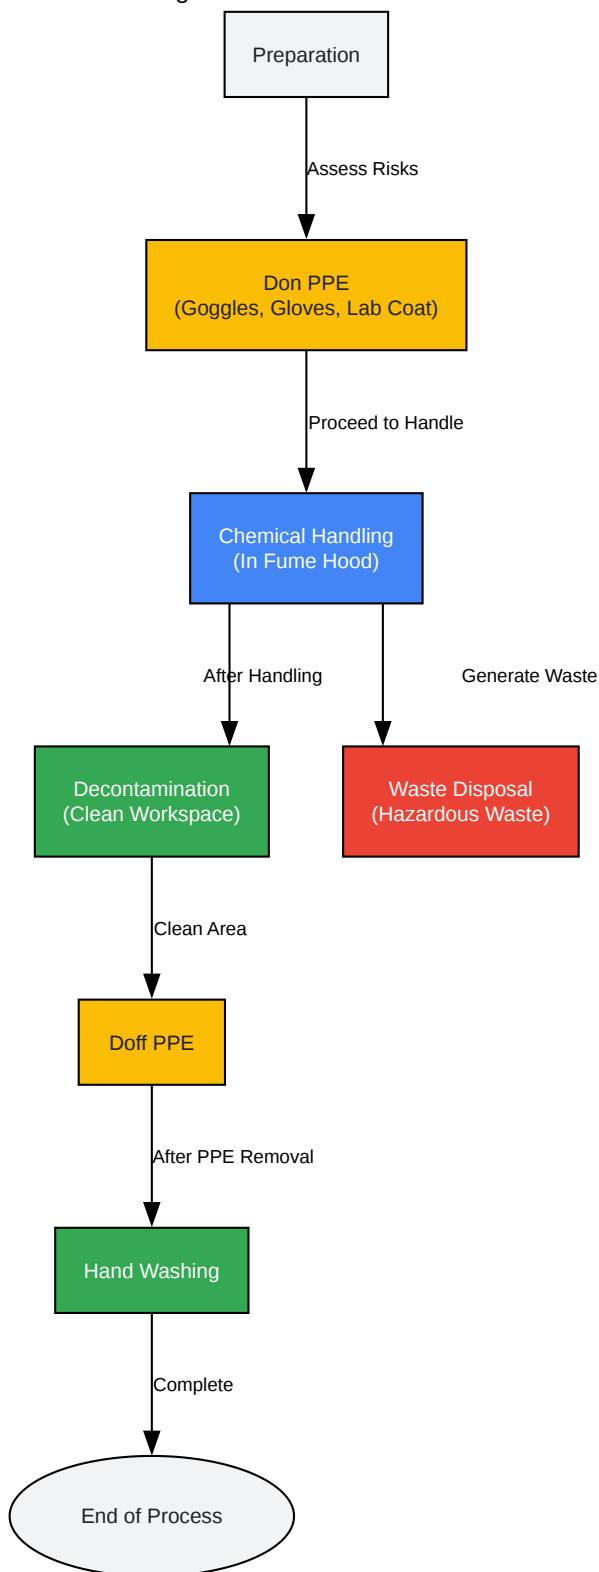 Preparation
Assess Risks
Don PPE
(Goggles, Gloves, Lab Coat)
Proceed to Handle
Chemical Handling
(In Fume Hood)
After Handling
Generate Waste
Decontamination
(Clean Workspace)
Waste Disposal
(Hazardous Waste)
Clean Area
Doff PPE
After PPE Removal
Hand Washing
Complete
End of Process